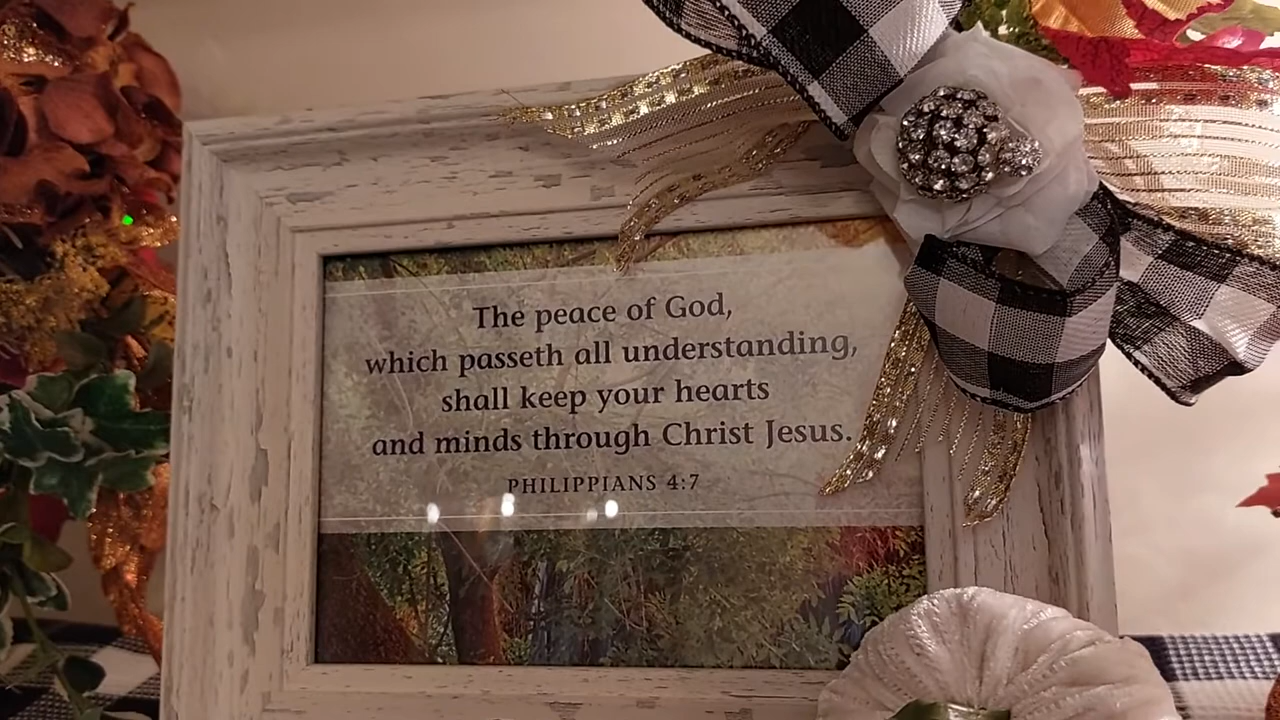 The peace of God,
which passeth all understanding,
shall keep your hearts
and minds through Christ Jesus.
PHILIPPIANS 4:7